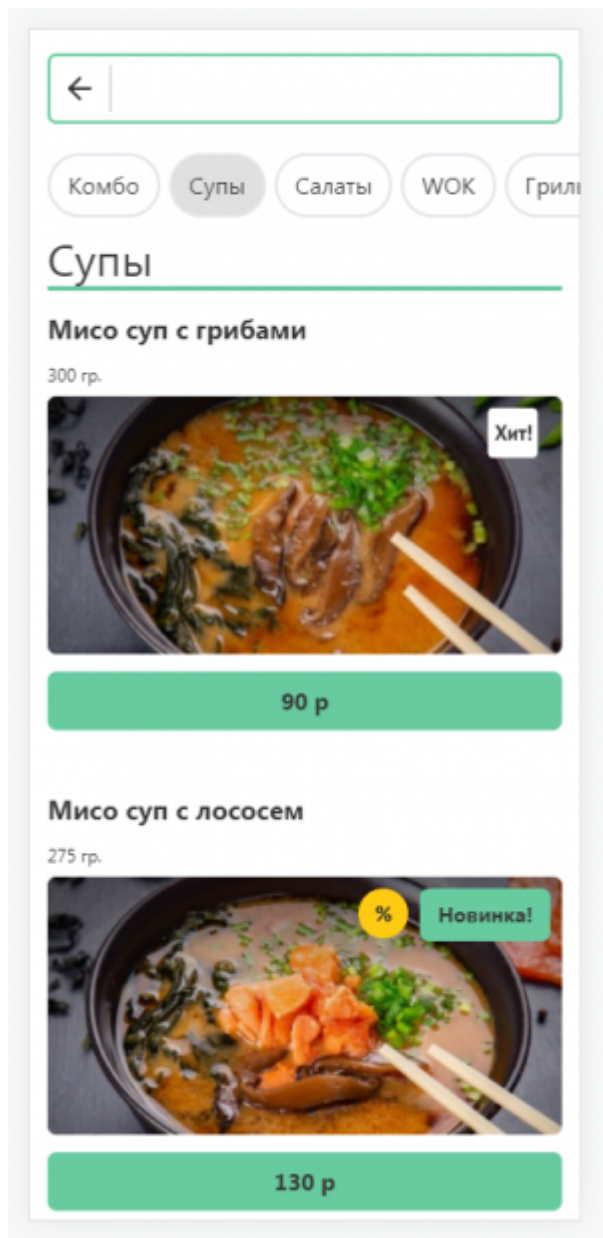 Комбо Супы Салаты WOK
Супы
Мисо суп с грибами
300 гр.
Хит!
90 р
Мисо суп с лососем
275 гр.
% Новинка!
130 р